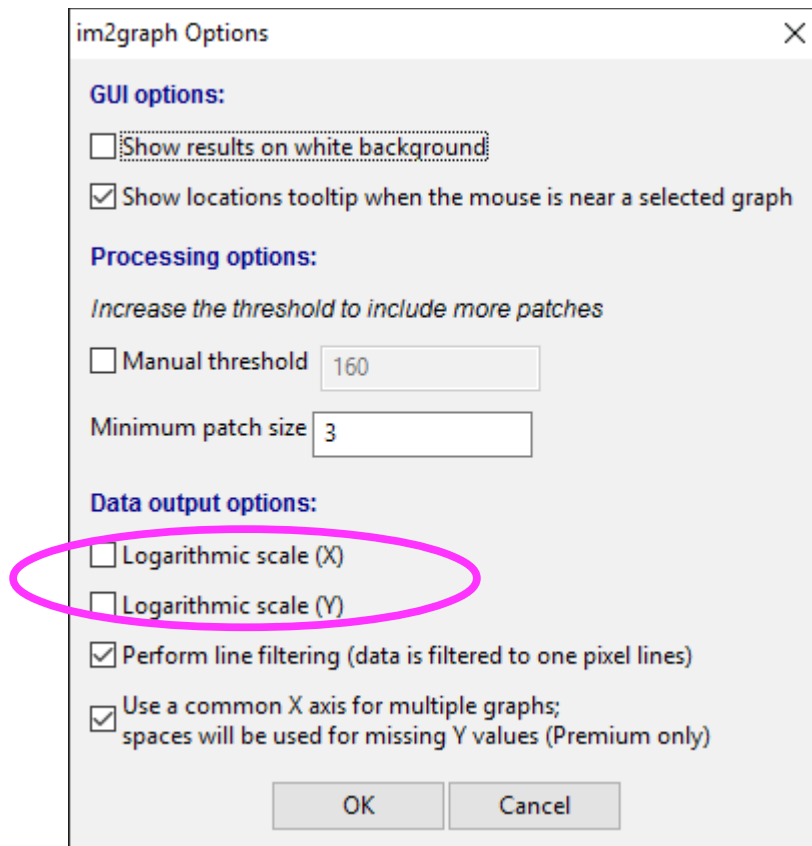 im2graph Options
GUI options:
Show results on white background
Show locations tooltip when the mouse is near a selected graph
Processing options:
Increase the threshold to include more patches
Manual threshold 160
Minimum patch size 3
Data output options:
Logarithmic scale (X)
Logarithmic scale (Y)
Perform line filtering (data is filtered to one pixel lines)
Use a common X axis for multiple graphs;
spaces will be used for missing Y values (Premium only)
OK Cancel